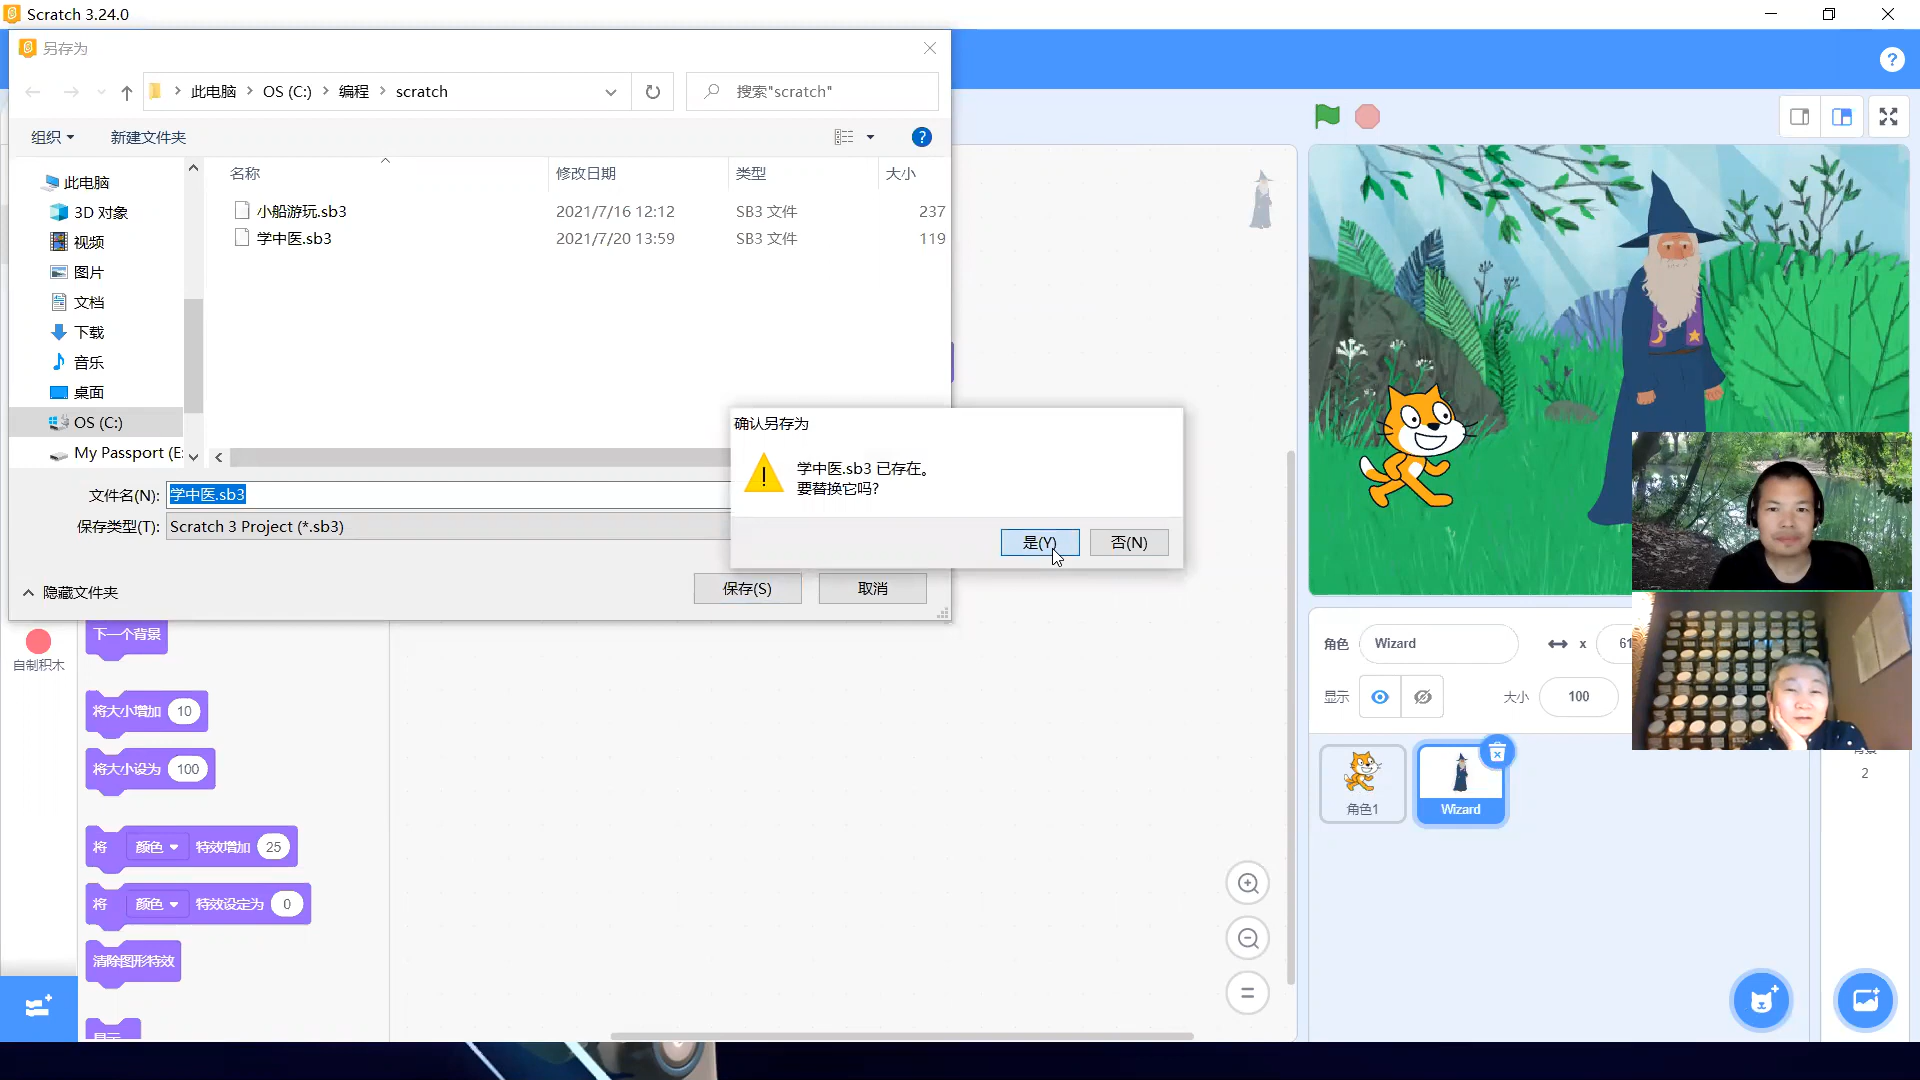 Scratch 3.24.0
另存为
此电脑 OS (C:) 编程 scratch
搜索"scratch"
组织 新建文件夹
名称 修改日期 类型 大小
小船游玩.sb3 2021/7/16 12:12 SB3 文件 237
学中医.sb3 2021/7/20 13:59 SB3 文件 119
此电脑
3D 对象
视频
图片
文档
下载
音乐
桌面
OS (C:)
My Passport (E:
文件名(N): 学中医.sb3
保存类型(T): Scratch 3 Project (*.sb3)
隐藏文件夹
保存(S) 取消
确认另存为
学中医.sb3 已存在。
要替换它吗?
是(Y) 否(N)
自制积木
下一个背景
将大小增加 10
将大小设为 100
将 颜色 特效增加 25
将 颜色 特效设定为 0
清除图形特效
角色 Wizard x 61
显示 大小 100
角色1
Wizard
2